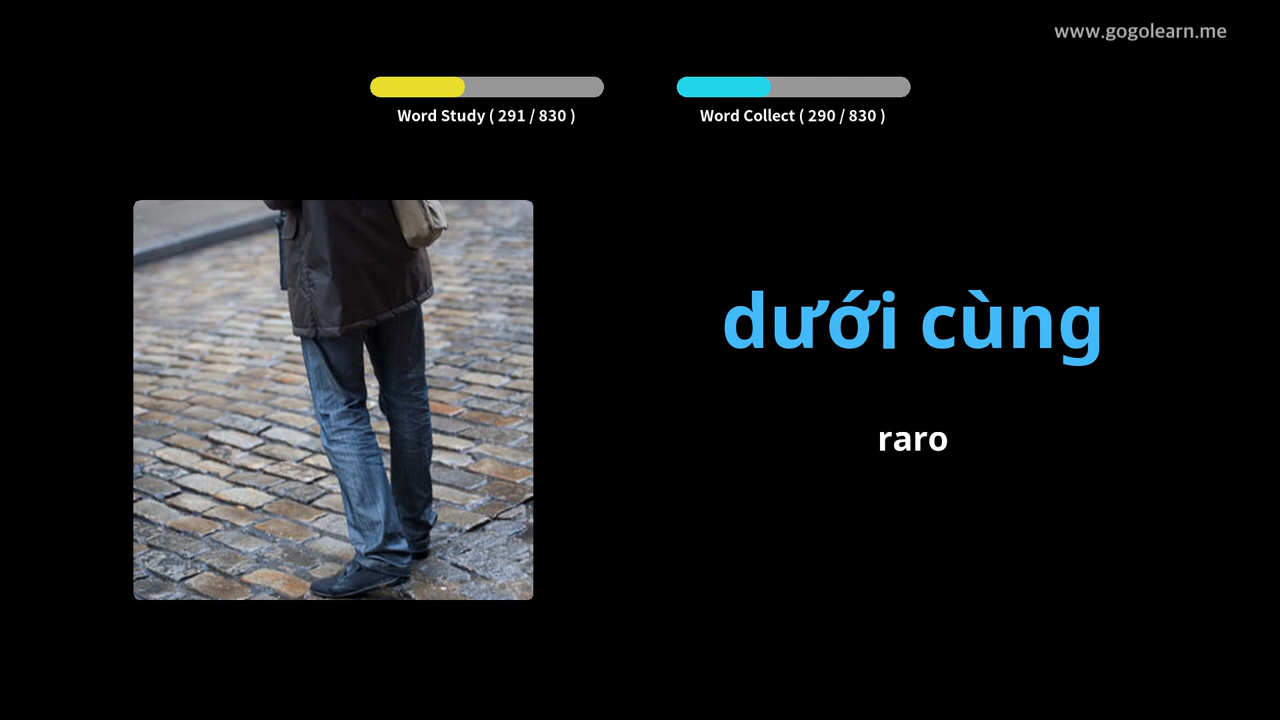 www.gogolearn.me
Word Study ( 291 / 830 )
Word Collect ( 290 / 830 )
dưới cùng
raro